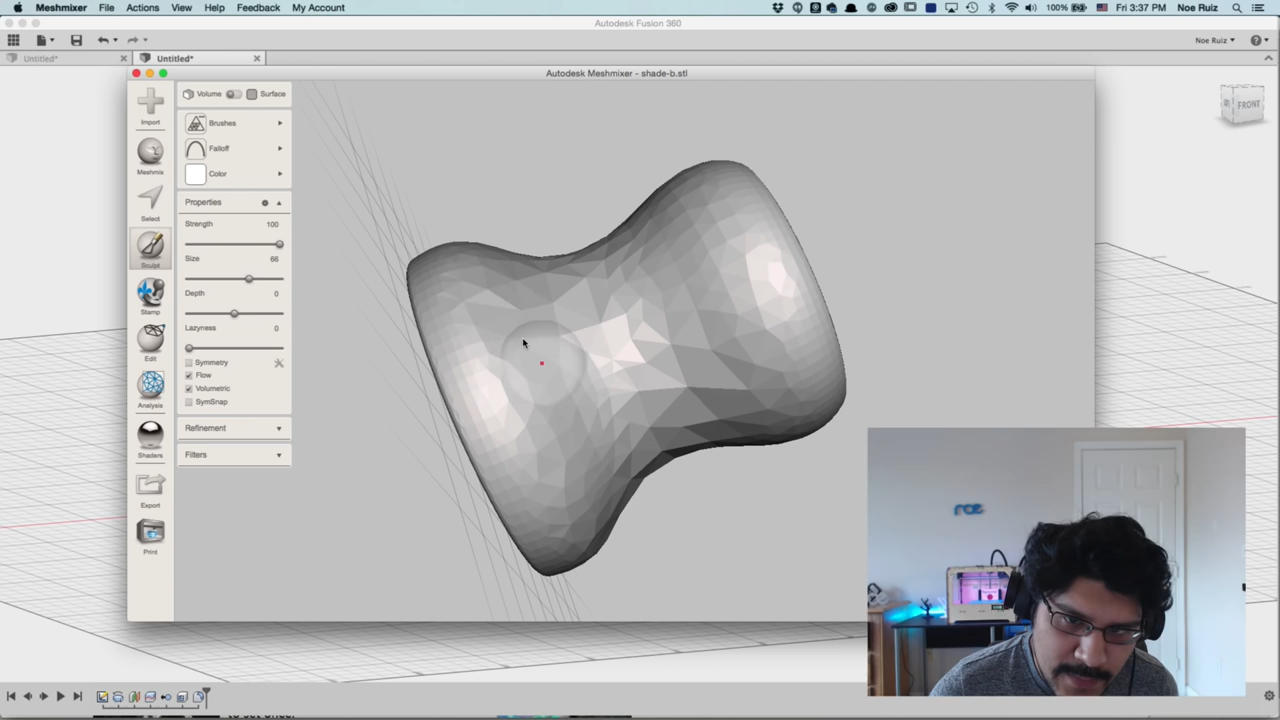 Meshmixer File Actions View Help Feedback My Account 100% Fri 3:37 PM Noe Ruiz
Autodesk Fusion 360
Noe Ruiz
Untitled* Untitled*
Autodesk Meshmixer - shade-b.stl
FRONT
Import
Meshmix
Select
Sculpt
Stamp
Edit
Analysis
Shaders
Export
Print
Volume Surface
Brushes
Falloff
Color
Properties
Strength 100
Size 66
Depth 0
Lazyness 0
Symmetry
Flow
Volumetric
SymSnap
Refinement
Filters